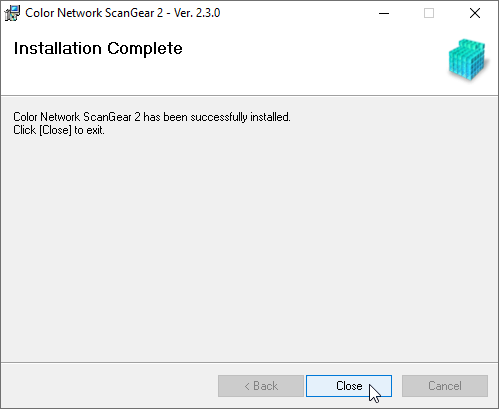 Color Network ScanGear 2 - Ver. 2.3.0
Installation Complete
Color Network ScanGear 2 has been successfully installed.
Click [Close] to exit.
< Back
Close
Cancel